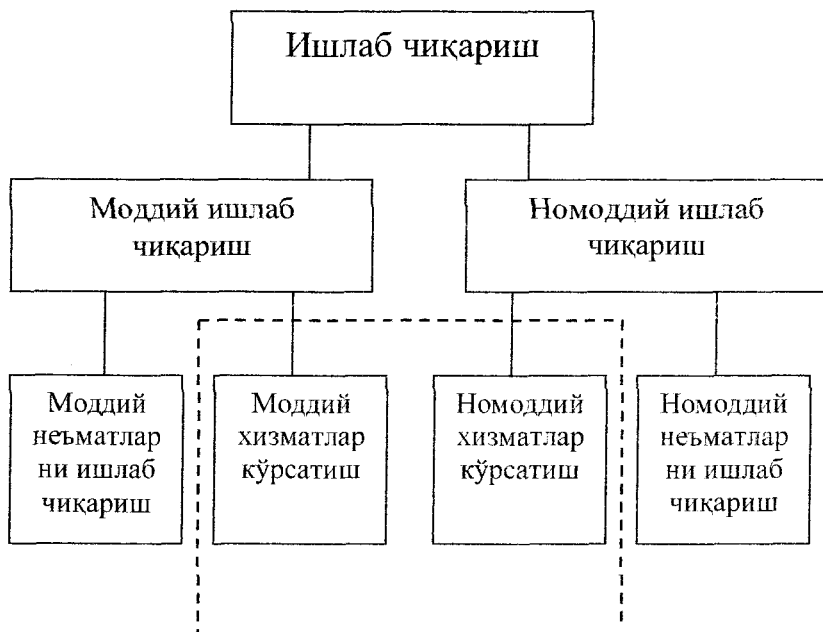 Ишлаб чиқариш
Моддий ишлаб
чиқариш
Номоддий ишлаб
чиқариш
Моддий
неъматлар
ни ишлаб
чиқариш
Моддий
хизматлар
кўрсатиш
Номоддий
хизматлар
кўрсатиш
Номоддий
неъматлар
ни ишлаб
чиқариш